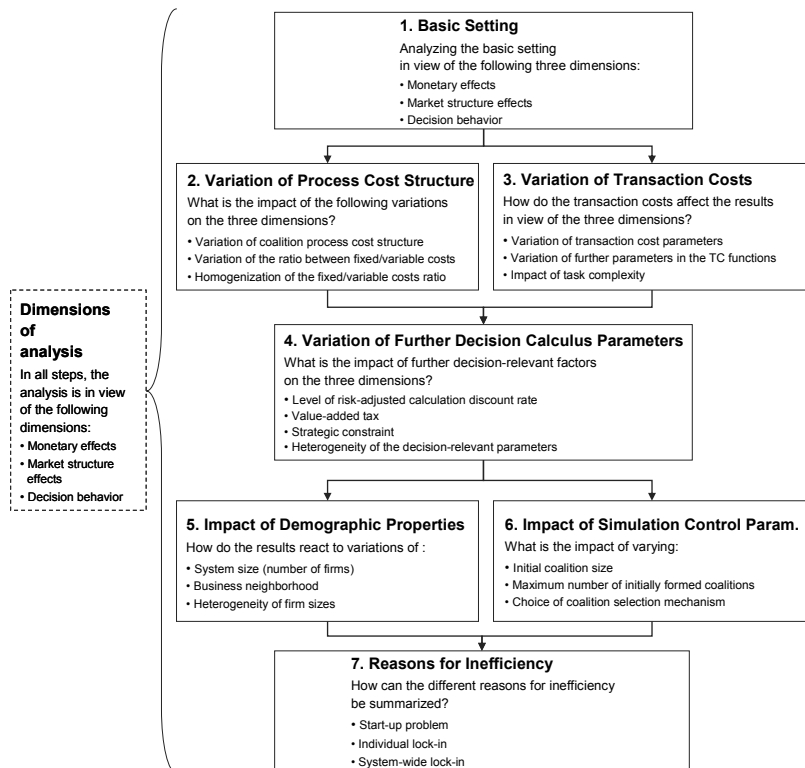 1. Basic Setting
Analyzing the basic setting
in view of the following three dimensions:
• Monetary effects
• Market structure effects
• Decision behavior
2. Variation of Process Cost Structure
What is the impact of the following variations
on the three dimensions?
• Variation of coalition process cost structure
• Variation of the ratio between fixed/variable costs
• Homogenization of the fixed/variable costs ratio
3. Variation of Transaction Costs
How do the transaction costs affect the results
in view of the three dimensions?
• Variation of transaction cost parameters
• Variation of further parameters in the TC functions
• Impact of task complexity
Dimensions
of
analysis
In all steps, the
analysis is in view
of the following
dimensions:
• Monetary effects
• Market structure
effects
• Decision behavior
4. Variation of Further Decision Calculus Parameters
What is the impact of further decision-relevant factors
on the three dimensions?
• Level of risk-adjusted calculation discount rate
• Value-added tax
• Strategic constraint
• Heterogeneity of the decision-relevant parameters
5. Impact of Demographic Properties
How do the results react to variations of :
• System size (number of firms)
• Business neighborhood
• Heterogeneity of firm sizes
6. Impact of Simulation Control Param.
What is the impact of varying:
• Initial coalition size
• Maximum number of initially formed coalitions
• Choice of coalition selection mechanism
7. Reasons for Inefficiency
How can the different reasons for inefficiency
be summarized?
• Start-up problem
• Individual lock-in
• System-wide lock-in